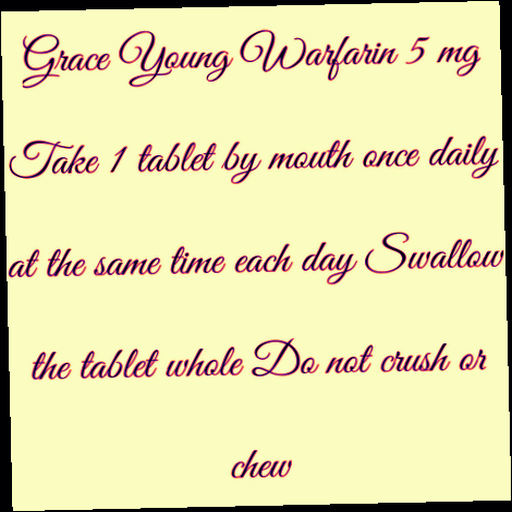 Grace Young Warfarin 5 mg
Take 1 tablet by mouth once daily
at the same time each day Swallow
the tablet whole Do not crush or
chew